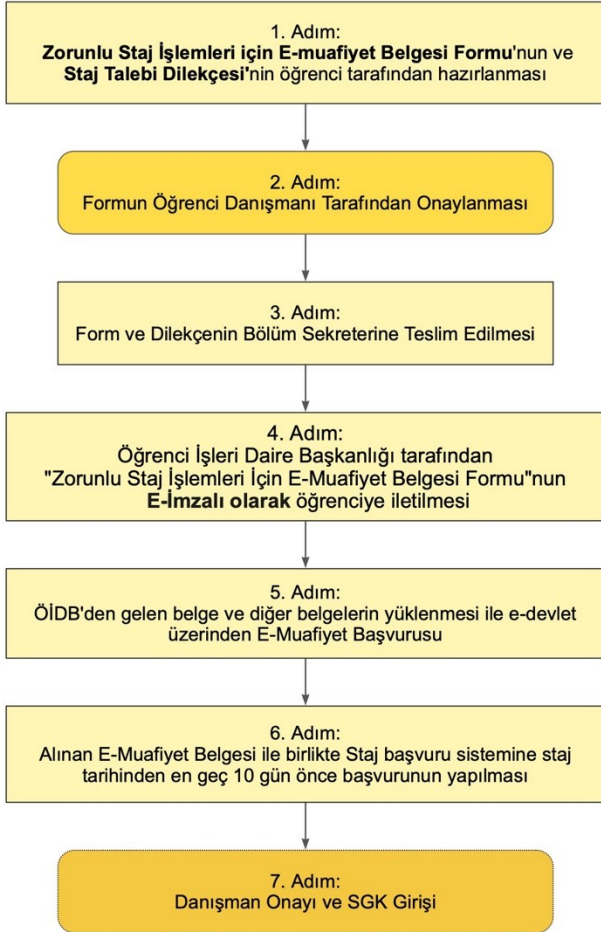 1. Adım:
Zorunlu Staj İşlemleri için E-muafiyet Belgesi Formu'nun ve
Staj Talebi Dilekçesi'nin öğrenci tarafından hazırlanması
2. Adım:
Formun Öğrenci Danışmanı Tarafından Onaylanması
3. Adım:
Form ve Dilekçenin Bölüm Sekreterine Teslim Edilmesi
4. Adım:
Öğrenci İşleri Daire Başkanlığı tarafından
"Zorunlu Staj İşlemleri İçin E-Muafiyet Belgesi Formu"nun
E-İmzalı olarak öğrenciye iletilmesi
5. Adım:
ÖİDB'den gelen belge ve diğer belgelerin yüklenmesi ile e-devlet
üzerinden E-Muafiyet Başvurusu
6. Adım:
Alınan E-Muafiyet Belgesi ile birlikte Staj başvuru sistemine staj
tarihinden en geç 10 gün önce başvurunun yapılması
7. Adım:
Danışman Onayı ve SGK Girişi